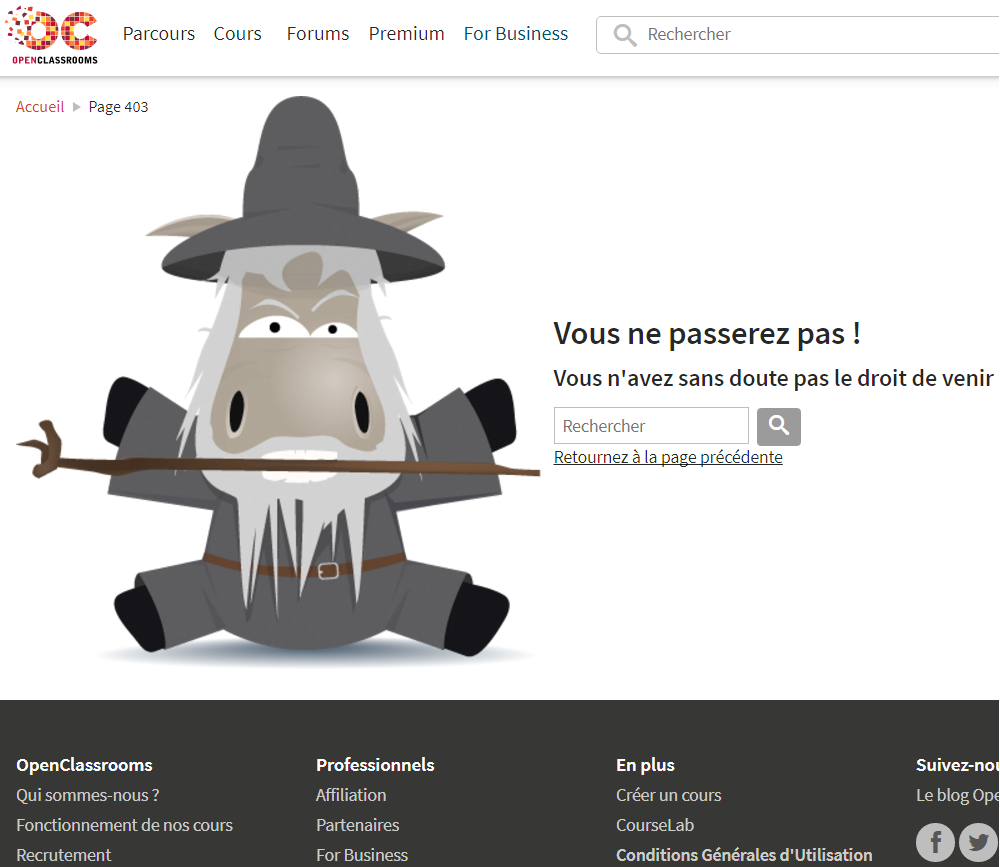 OC
OPENCLASSROOMS
Parcours Cours Forums Premium For Business
Rechercher
Accueil Page 403
Vous ne passerez pas !
Vous n'avez sans doute pas le droit de venir
Rechercher
Retournez à la page précédente
OpenClassrooms
Qui sommes-nous ?
Fonctionnement de nos cours
Recrutement
Professionnels
Affiliation
Partenaires
For Business
En plus
Créer un cours
CourseLab
Conditions Générales d'Utilisation
Suivez-nou
Le blog Ope